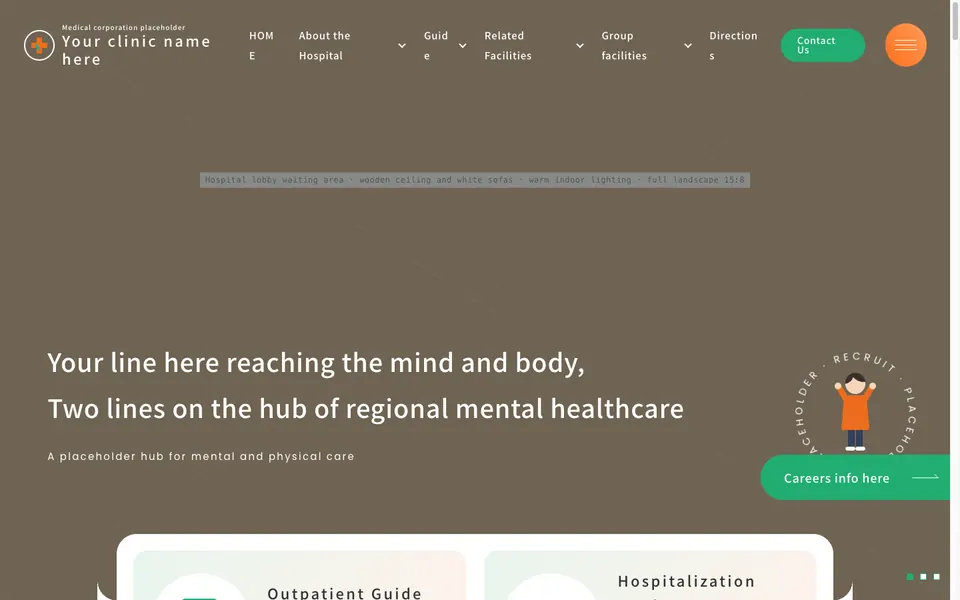 Medical corporation placeholder
Your clinic name
here
HOM
E
About the
Hospital
Guid
e
Related
Facilities
Group
facilities
Direction
s
Contact
Us
Hospital lobby waiting area · wooden ceiling and white sofas · warm indoor lighting · full landscape 15:8
Your line here reaching the mind and body,
Two lines on the hub of regional mental healthcare
A placeholder hub for mental and physical care
· RECRUIT · PLACEHO
ACEHOLDER
Careers info here
Outpatient Guide
Hospitalization